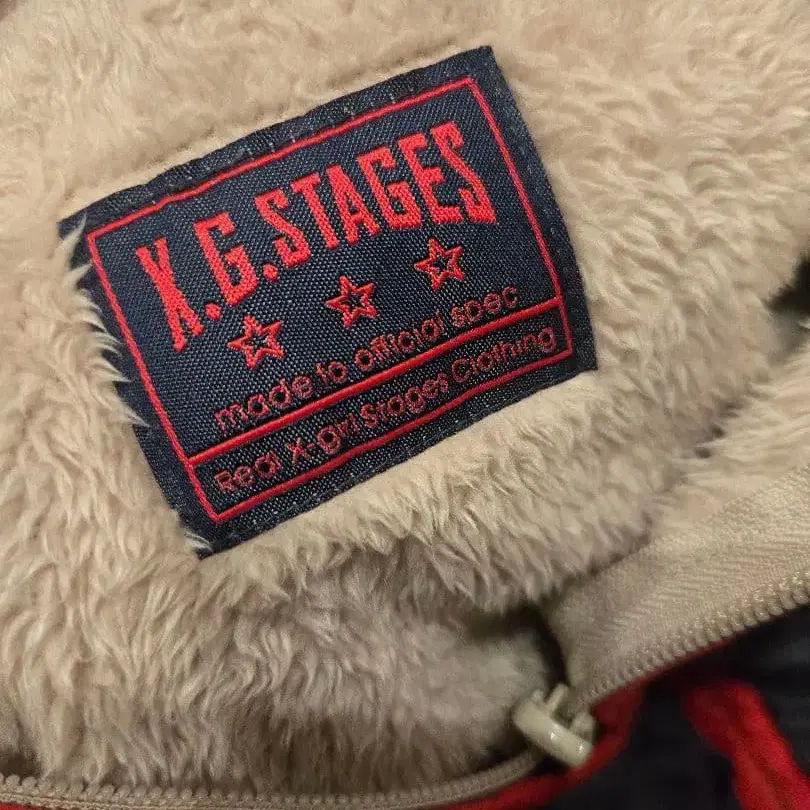 X.G.STAGES
made to official spec
Real X-girl Stages Clothing